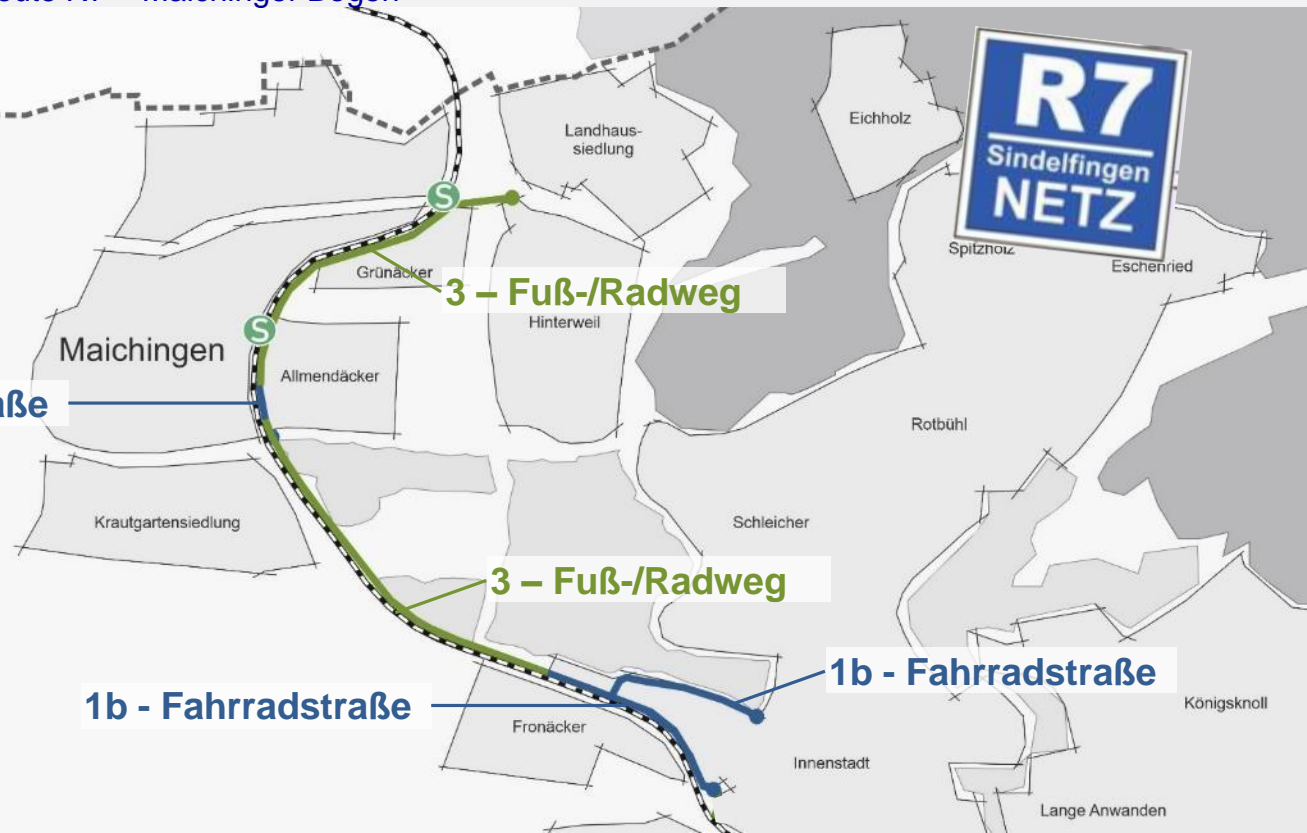 R7
Sindelfingen
NETZ
Landhaus-
siedlung
Eichholz
S
Grünäcker
3 – Fuß-/Radweg
Spitzholz
Eschenried
Hinterweil
S
Maichingen
Allmendäcker
Rotbühl
Krautgartensiedlung
Schleicher
3 – Fuß-/Radweg
1b - Fahrradstraße
1b - Fahrradstraße
Fronäcker
Königsknoll
Innenstadt
Lange Anwanden